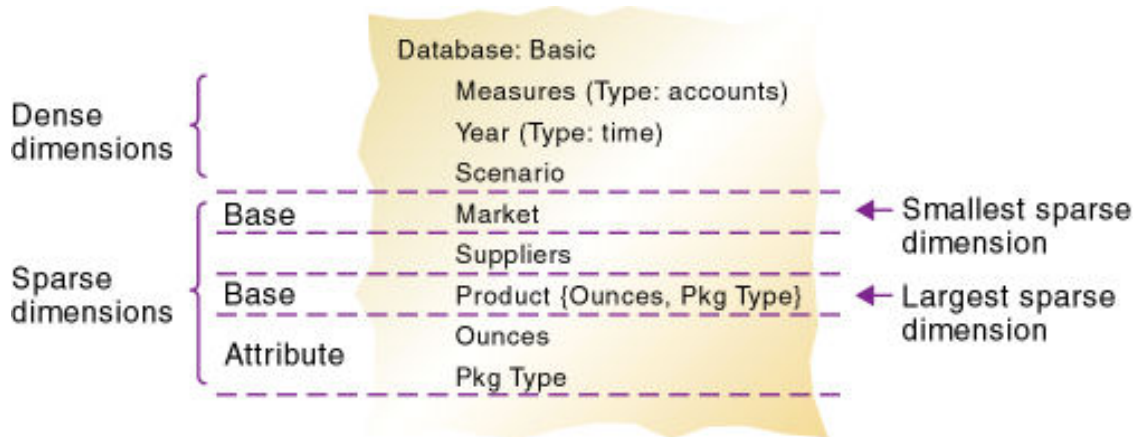 Database: Basic
Dense
dimensions
Measures (Type: accounts)
Year (Type: time)
Scenario
Sparse
dimensions
Base
Market
Smallest sparse
dimension
Suppliers
Base
Product {Ounces, Pkg Type}
Largest sparse
dimension
Attribute
Ounces
Pkg Type